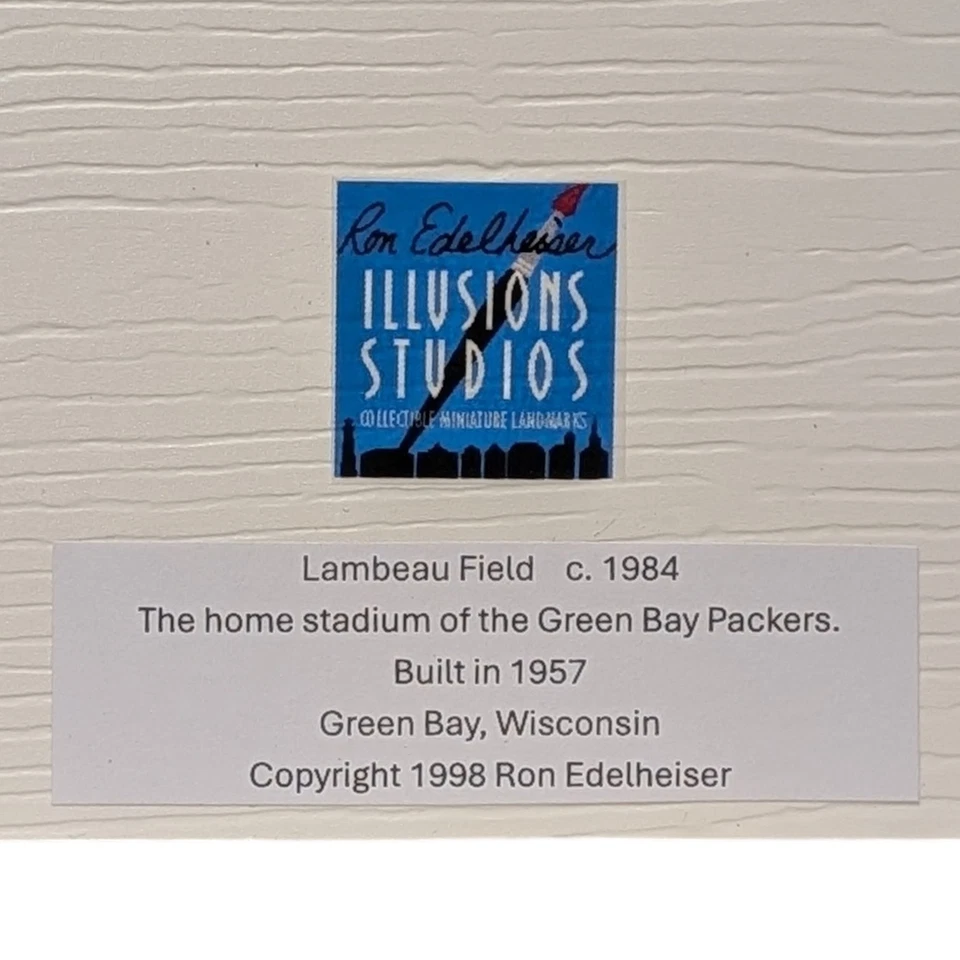 Ron Edelheiser
ILLUSIONS
STUDIOS
COLLECTIBLE MINIATURE LANDMARKS
Lambeau Field c. 1984
The home stadium of the Green Bay Packers.
Built in 1957
Green Bay, Wisconsin
Copyright 1998 Ron Edelheiser